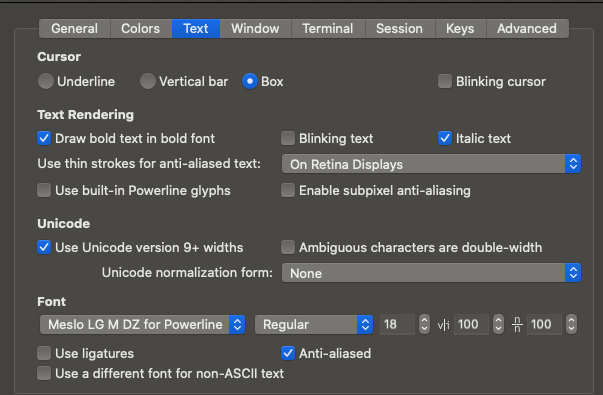 General Colors Text Window Terminal Session Keys Advanced
Cursor
Underline Vertical bar Box Blinking cursor
Text Rendering
Draw bold text in bold font Blinking text Italic text
Use thin strokes for anti-aliased text: On Retina Displays
Use built-in Powerline glyphs Enable subpixel anti-aliasing
Unicode
Use Unicode version 9+ widths Ambiguous characters are double-width
Unicode normalization form: None
Font
Meslo LG M DZ for Powerline Regular 18 v|i 100 n/n 100
Use ligatures Anti-aliased
Use a different font for non-ASCII text